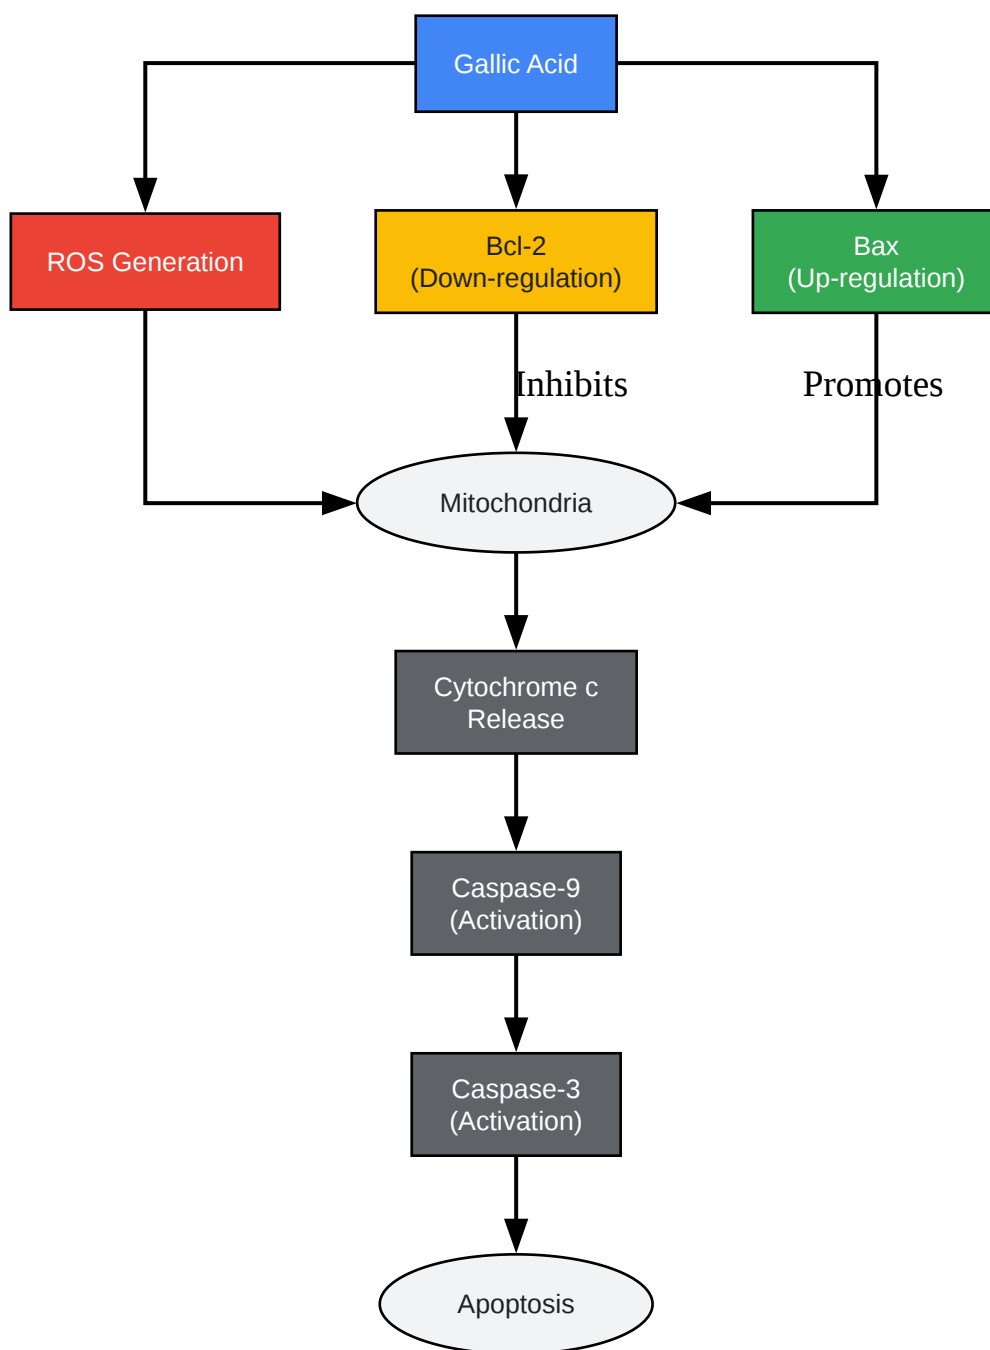 Gallic Acid
ROS Generation
Bcl-2
(Down-regulation)
Bax
(Up-regulation)
Inhibits
Promotes
Mitochondria
Cytochrome c
Release
Caspase-9
(Activation)
Caspase-3
(Activation)
Apoptosis